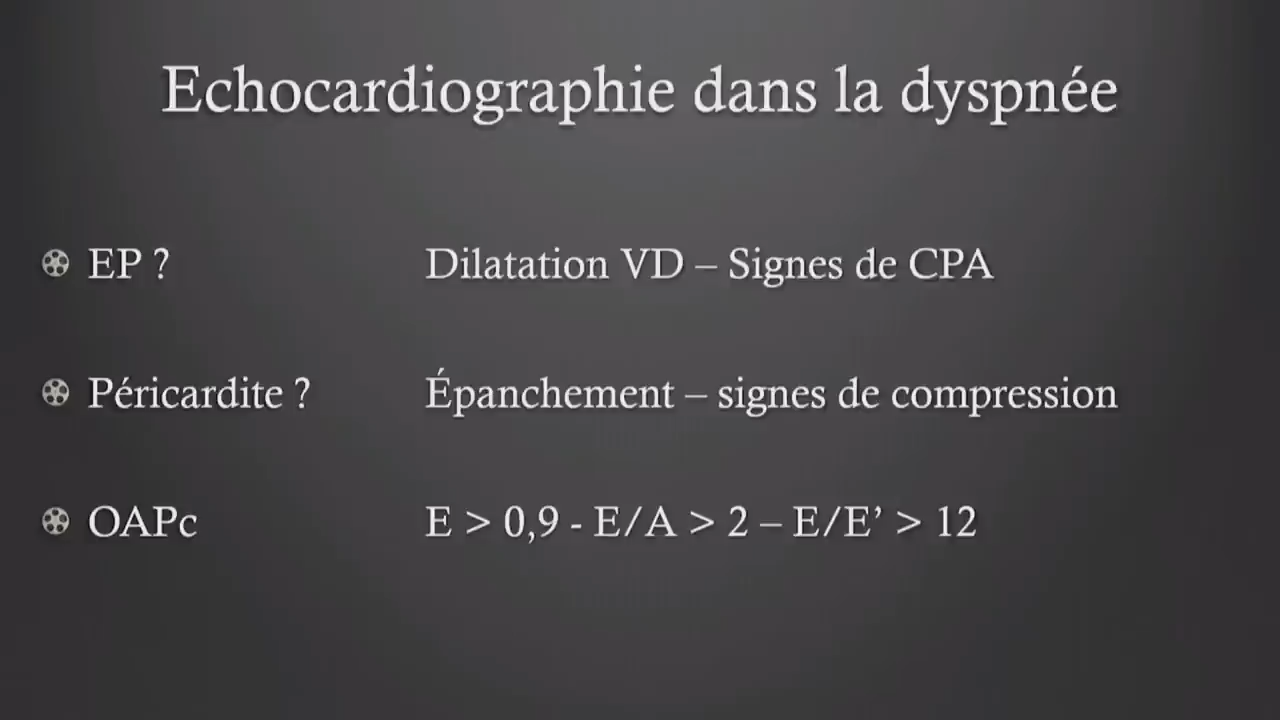 Echocardiographie dans la dyspnée
EP ? Dilatation VD – Signes de CPA
Péricardite ? Épanchement – signes de compression
OAPc E > 0,9 - E/A > 2 – E/E’ > 12